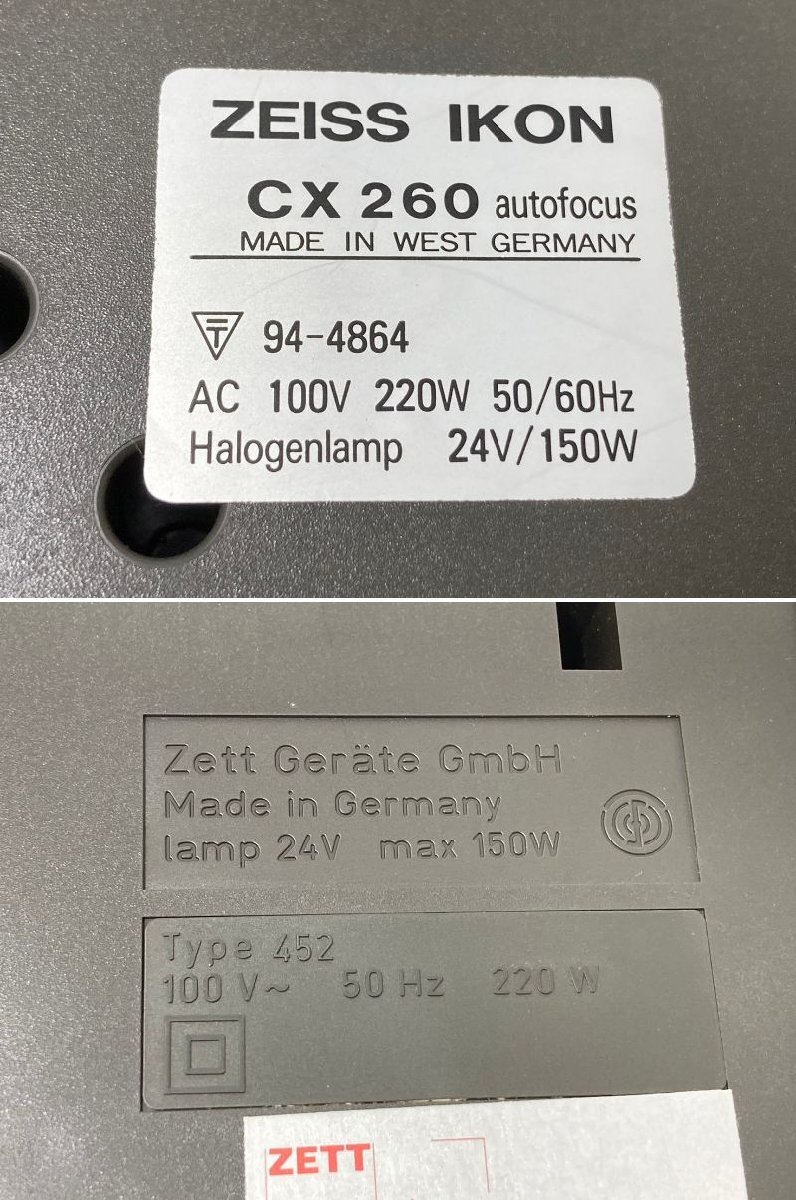 ZEISS IKON
CX 260 autofocus
MADE IN WEST GERMANY
94-4864
AC 100V 220W 50/60Hz
Halogenlamp 24V/150W
Zett Geräte GmbH
Made in Germany
lamp 24V max 150W
Type 452
100 V~ 50 Hz 220 W
ZETT